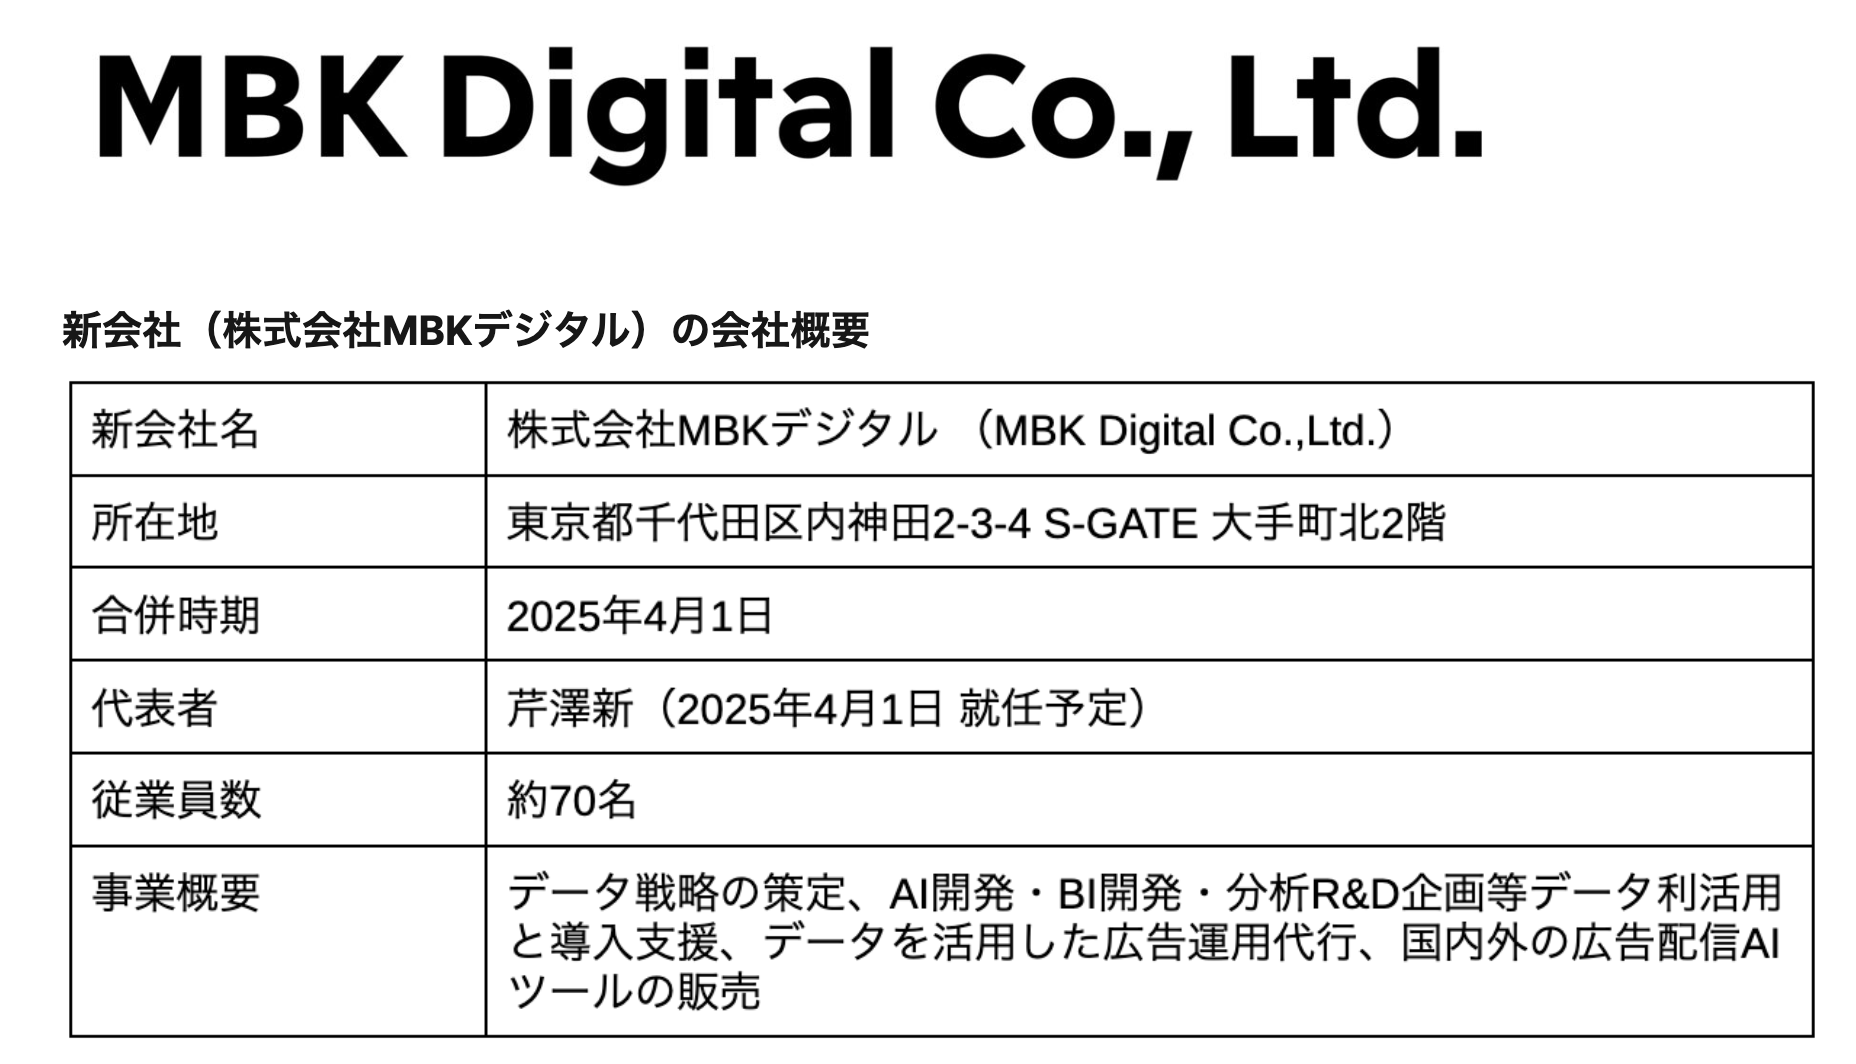 MBK Digital Co., Ltd.
新会社（株式会社MBKデジタル）の会社概要
新会社名 株式会社MBKデジタル （MBK Digital Co.,Ltd.）
所在地 東京都千代田区内神田2-3-4 S-GATE 大手町北2階
合併時期 2025年4月1日
代表者 芹澤新（2025年4月1日 就任予定）
従業員数 約70名
事業概要 データ戦略の策定、AI開発・BI開発・分析R&D企画等データ利活用
と導入支援、データを活用した広告運用代行、国内外の広告配信AI
ツールの販売